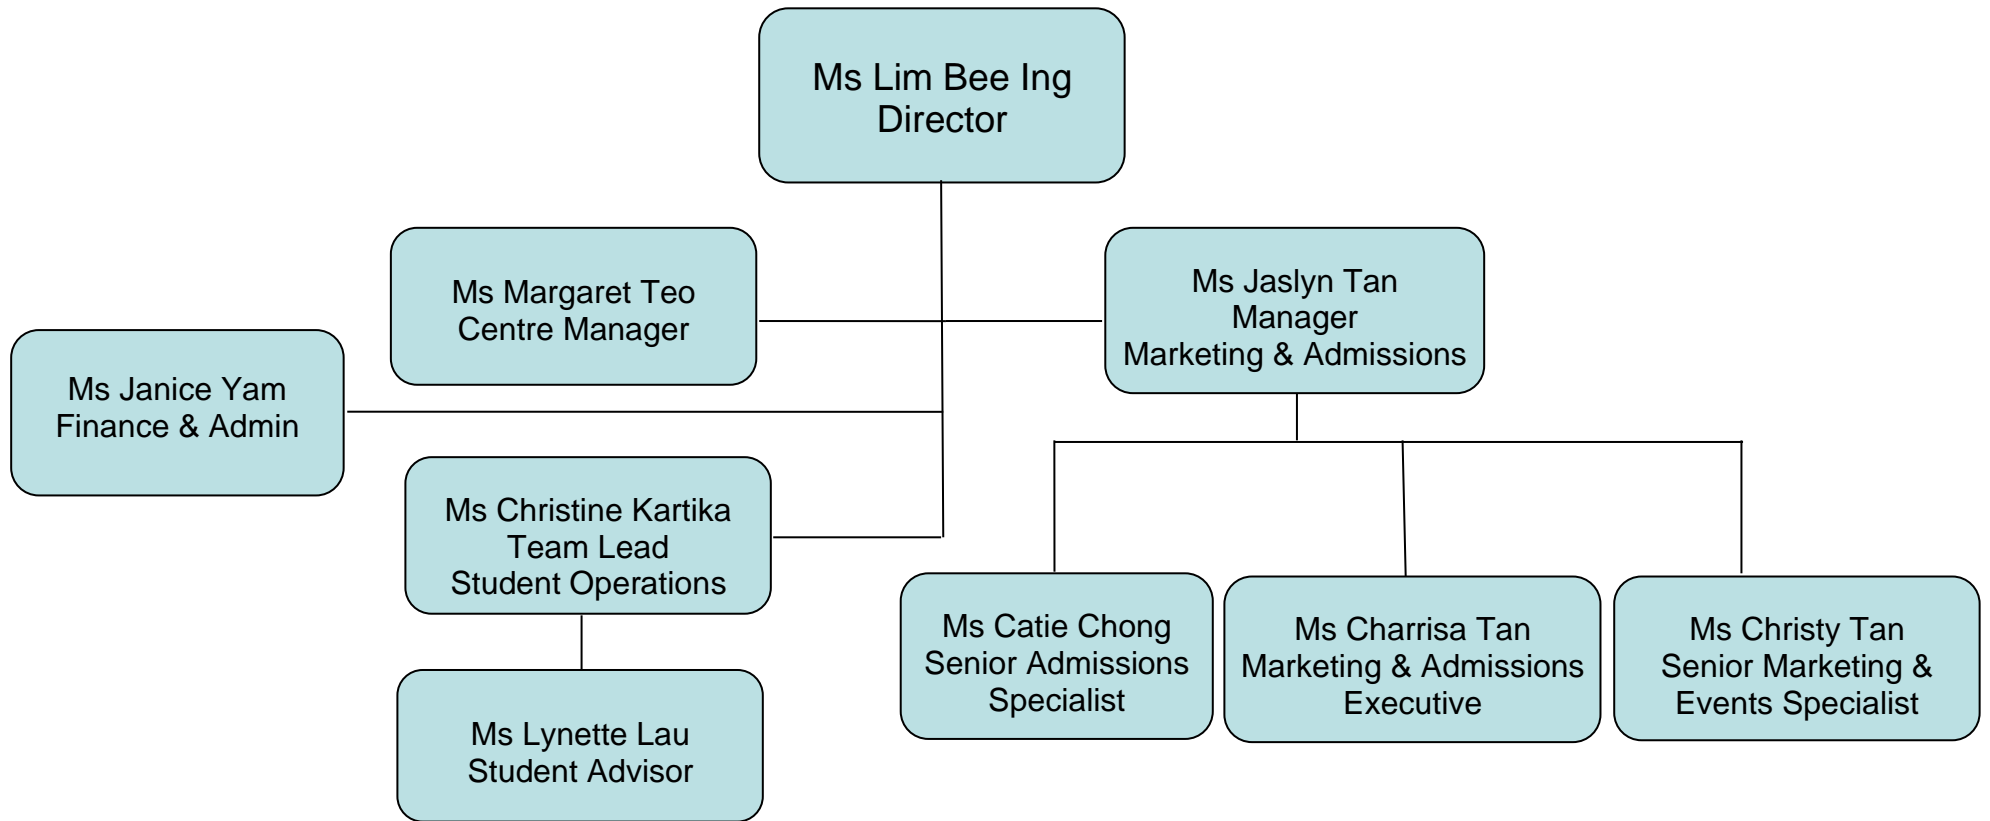 Ms Lim Bee Ing
Director
Ms Margaret Teo
Centre Manager
Ms Jaslyn Tan
Manager
Marketing & Admissions
Ms Janice Yam
Finance & Admin
Ms Christine Kartika
Team Lead
Student Operations
Ms Catie Chong
Senior Admissions
Specialist
Ms Charrisa Tan
Marketing & Admissions
Executive
Ms Christy Tan
Senior Marketing &
Events Specialist
Ms Lynette Lau
Student Advisor